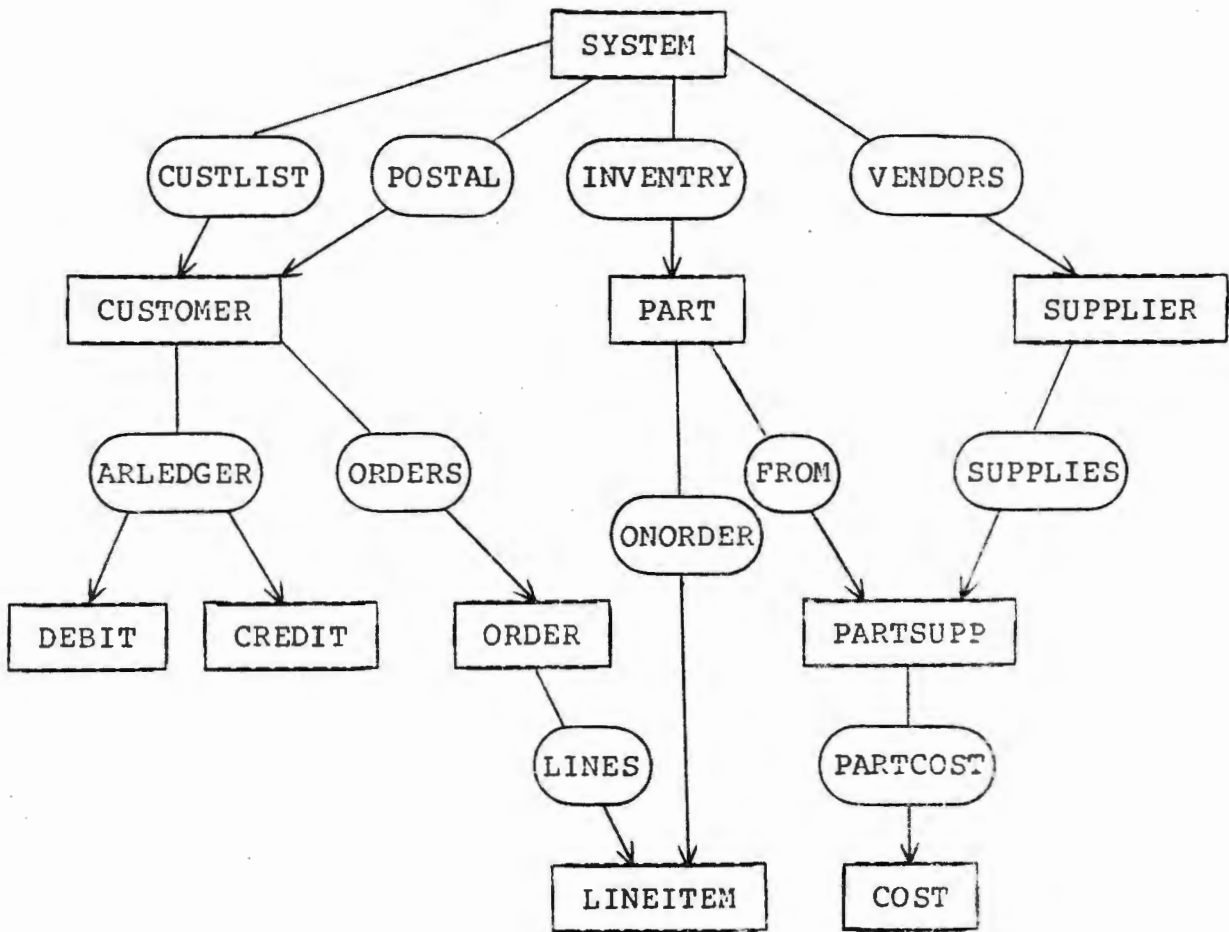 SYSTEM
CUSTLIST
POSTAL
INVENTRY
VENDORS
CUSTOMER
PART
SUPPLIER
ARLEDGER
ORDERS
FROM
SUPPLIES
ONORDER
DEBIT
CREDIT
ORDER
PARTSUPP
LINES
PARTCOST
LINEITEM
COST